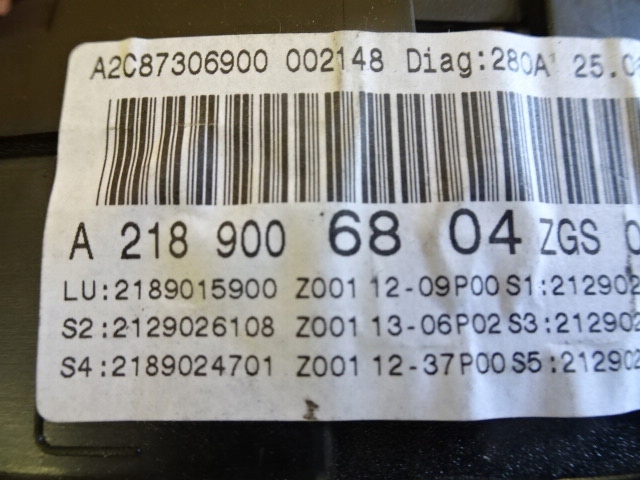 A2C87306900 002148 Diag:280A 25.0
A 218 900 68 04 ZGS 0
LU:2189015900 Z001 12-09P00 S1:212902
S2:2129026108 Z001 13-06P02 S3:212902
S4:2189024701 Z001 12-37P00 S5:212902